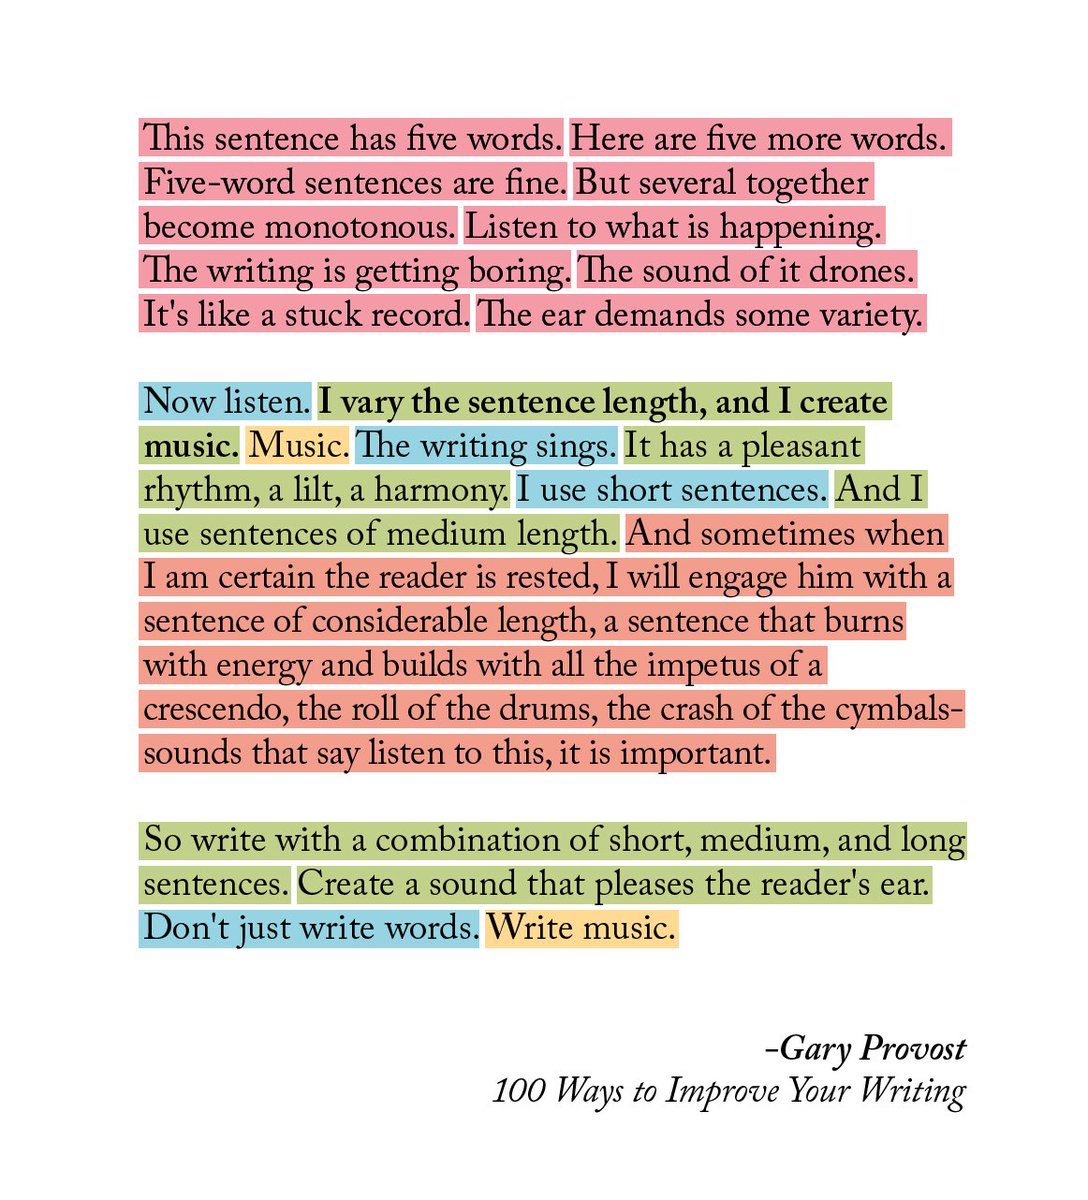 This sentence has five words. Here are five more words.
Five-word sentences are fine. But several together
become monotonous. Listen to what is happening.
The writing is getting boring. The sound of it drones.
It's like a stuck record. The ear demands some variety.
Now listen. I vary the sentence length, and I create
music. Music. The writing sings. It has a pleasant
rhythm, a lilt, a harmony. I use short sentences. And I
use sentences of medium length. And sometimes when
I am certain the reader is rested, I will engage him with a
sentence of considerable length, a sentence that burns
with energy and builds with all the impetus of a
crescendo, the roll of the drums, the crash of the cymbals-
sounds that say listen to this, it is important.
So write with a combination of short, medium, and long
sentences. Create a sound that pleases the reader's ear.
Don't just write words. Write music.
-Gary Provost
100 Ways to Improve Your Writing